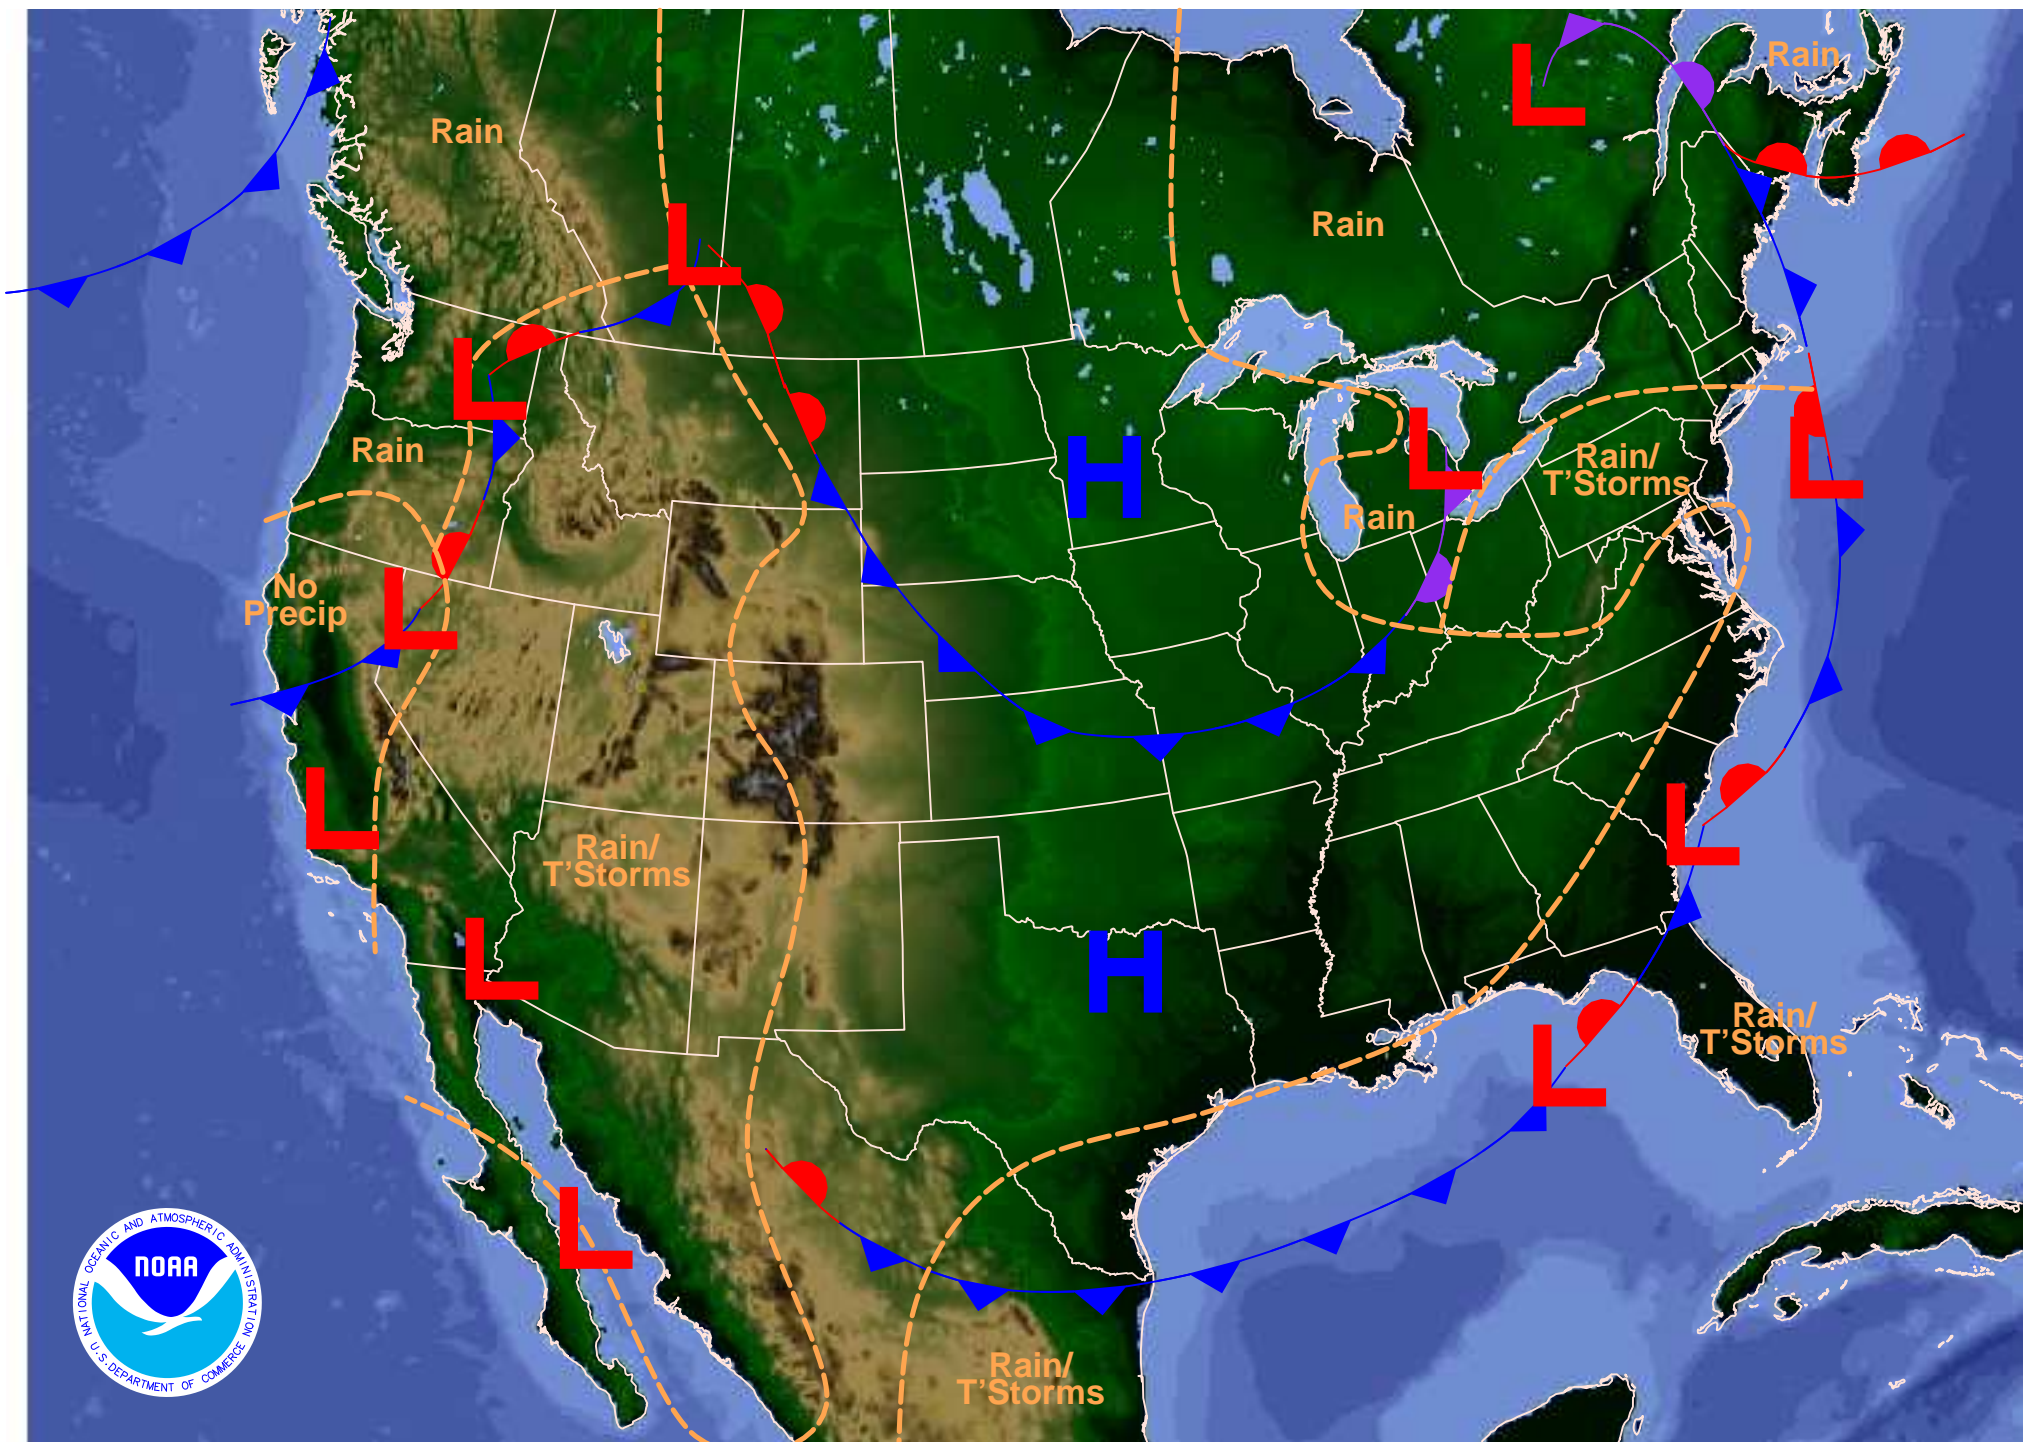 Rain
Rain
Rain
Rain
L
L
L
L
Rain/
T'Storms
L
H
L
Rain
No
Precip
L
L
L
Rain/
T'Storms
L
H
L
Rain/
T'Storms
L
NATIONAL OCEANIC AND ATMOSPHERIC ADMINISTRATION
NOAA
U.S. DEPARTMENT OF COMMERCE
Rain/
T'Storms